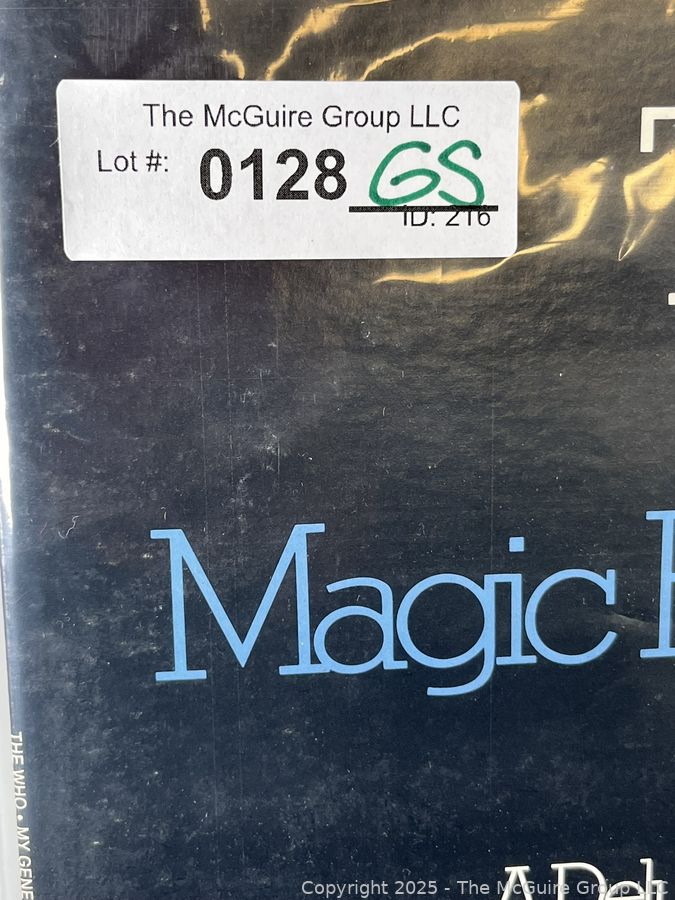 The McGuire Group LLC
Lot #: 0128 GS
ID: 216
Magic
THE WHO • MY GENE
A Del
Copyright 2025 - The McGuire Group LLC